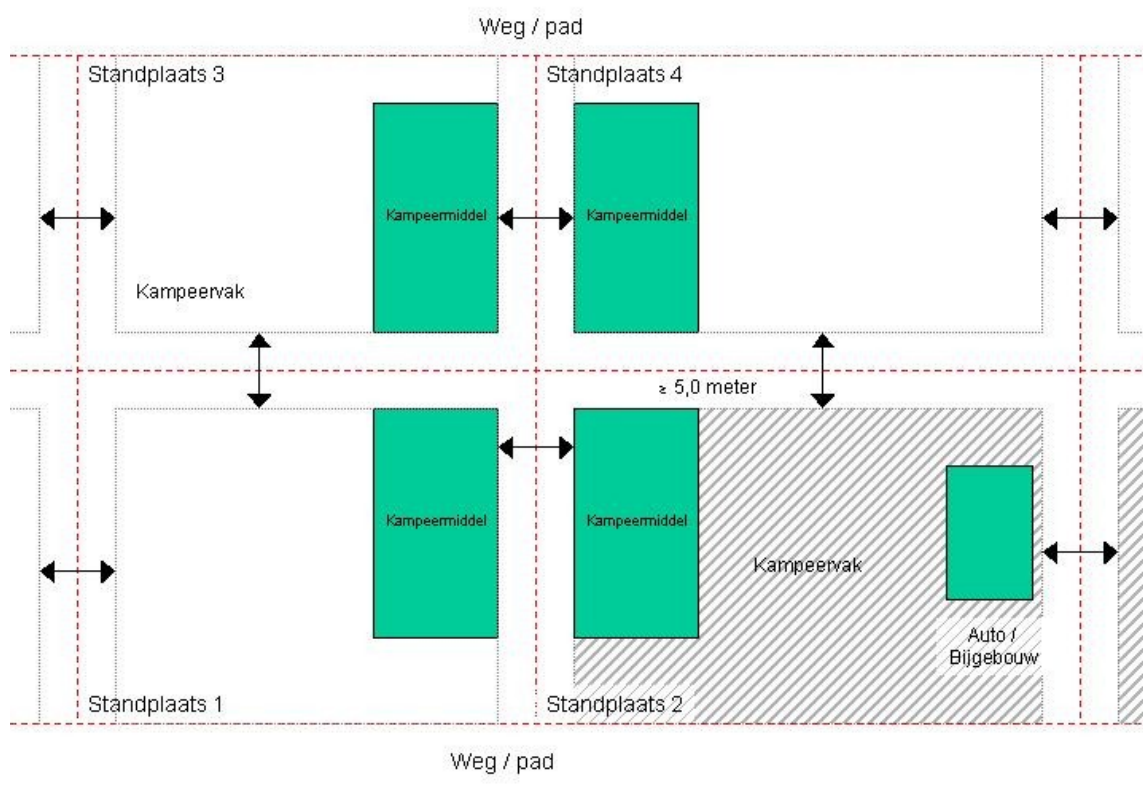 Weg / pad
Standplaats 3
Standplaats 4
Kampeermiddel
Kampeermiddel
Kampeervak
≥ 5,0 meter
Kampeermiddel
Kampeermiddel
Kampeervak
Auto /
Bijgebouw
Standplaats 1
Standplaats 2
Weg / pad